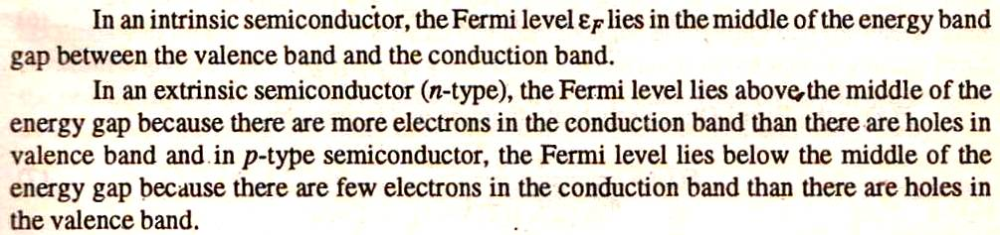 In an intrinsic semiconductor, the Fermi level εF lies in the middle of the energy band
gap between the valence band and the conduction band.
In an extrinsic semiconductor (n-type), the Fermi level lies above the middle of the
energy gap because there are more electrons in the conduction band than there are holes in
valence band and in p-type semiconductor, the Fermi level lies below the middle of the
energy gap because there are few electrons in the conduction band than there are holes in
the valence band.